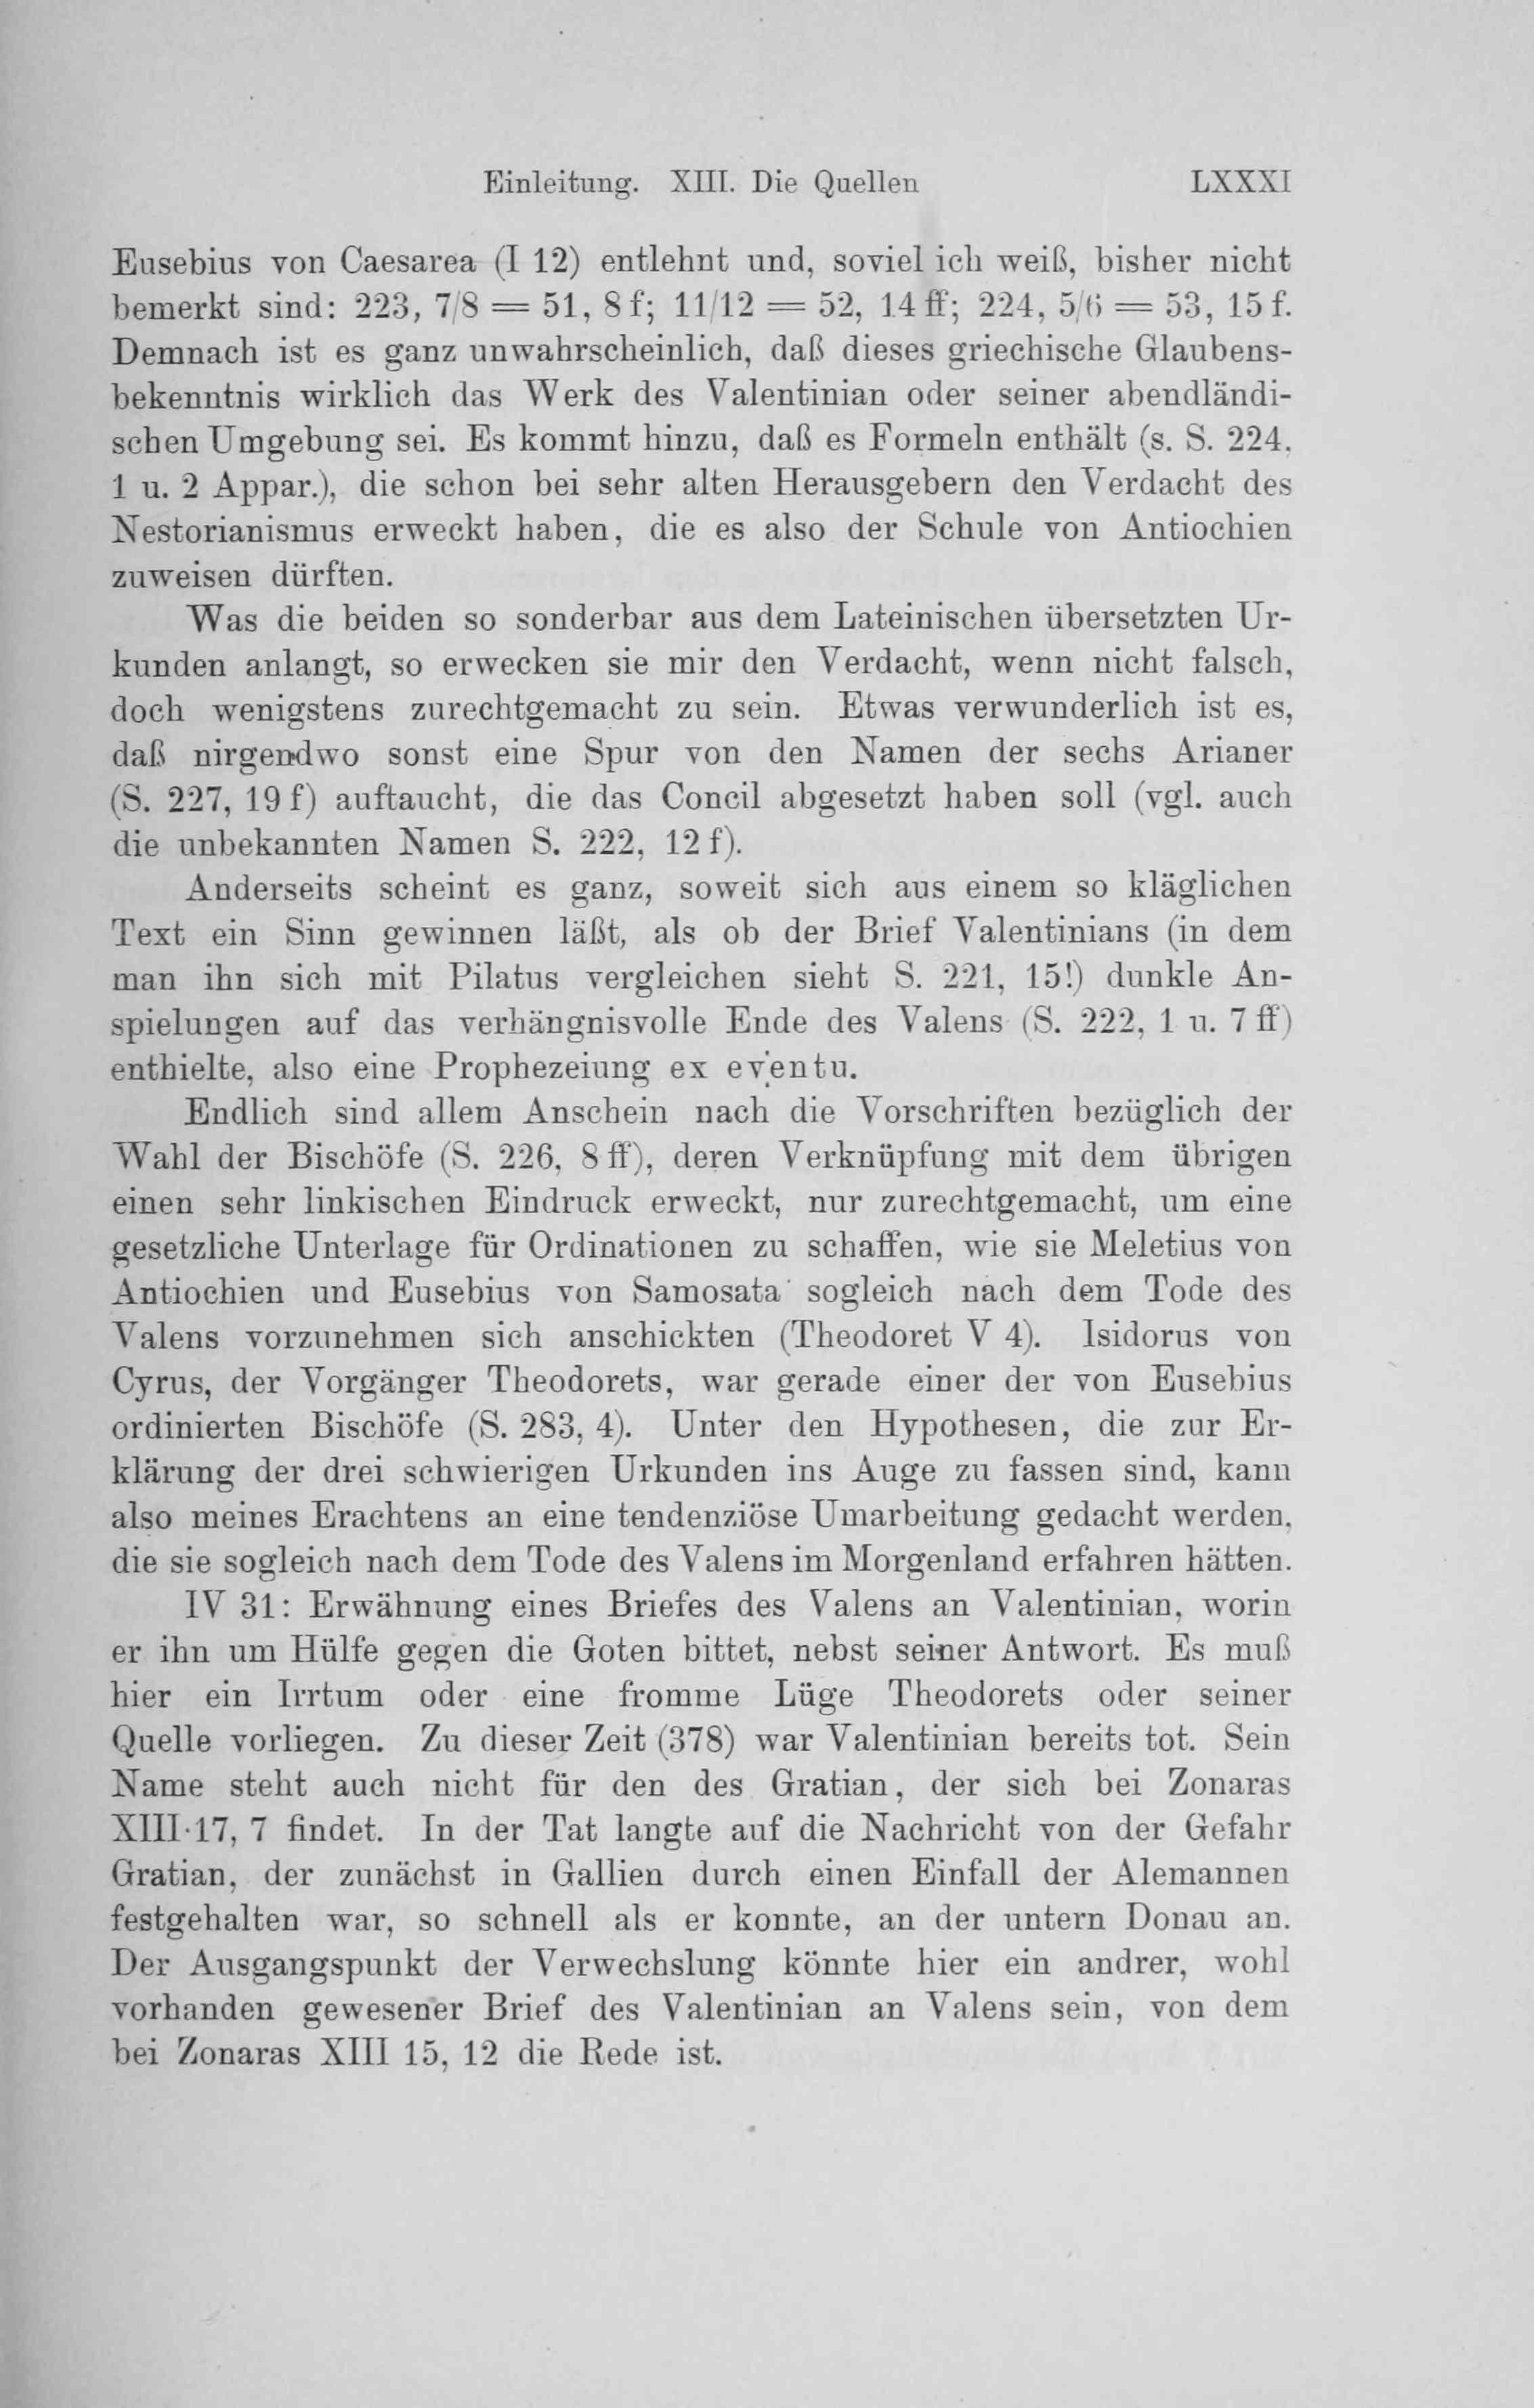 Einleitung. XIII. Die Quellen LXXXI
Eusebius von Caesarea (I 12) entlehnt und, soviel ich weiß, bisher nicht
bemerkt sind: 223, 7/8 = 51, 8 f; 11/12 = 52, 14 ff; 224, 5/6 = 53, 15 f.
Demnach ist es ganz unwahrscheinlich, daß dieses griechische Glaubens-
bekenntnis wirklich das Werk des Valentinian oder seiner abendländi-
schen Umgebung sei. Es kommt hinzu, daß es Formeln enthält (s. S. 224,
1 u. 2 Appar.), die schon bei sehr alten Herausgebern den Verdacht des
Nestorianismus erweckt haben, die es also der Schule von Antiochien
zuweisen dürften.
Was die beiden so sonderbar aus dem Lateinischen übersetzten Ur-
kunden anlangt, so erwecken sie mir den Verdacht, wenn nicht falsch,
doch wenigstens zurechtgemacht zu sein. Etwas verwunderlich ist es,
daß nirgendwo sonst eine Spur von den Namen der sechs Arianer
(S. 227, 19 f) auftaucht, die das Concil abgesetzt haben soll (vgl. auch
die unbekannten Namen S. 222, 12 f).
Anderseits scheint es ganz, soweit sich aus einem so kläglichen
Text ein Sinn gewinnen läßt, als ob der Brief Valentinians (in dem
man ihn sich mit Pilatus vergleichen sieht S. 221, 15!) dunkle An-
spielungen auf das verhängnisvolle Ende des Valens (S. 222, 1 u. 7 ff)
enthielte, also eine Prophezeiung ex eventu.
Endlich sind allem Anschein nach die Vorschriften bezüglich der
Wahl der Bischöfe (S. 226, 8 ff), deren Verknüpfung mit dem übrigen
einen sehr linkischen Eindruck erweckt, nur zurechtgemacht, um eine
gesetzliche Unterlage für Ordinationen zu schaffen, wie sie Meletius von
Antiochien und Eusebius von Samosata sogleich nach dem Tode des
Valens vorzunehmen sich anschickten (Theodoret V 4). Isidorus von
Cyrus, der Vorgänger Theodorets, war gerade einer der von Eusebius
ordinierten Bischöfe (S. 283, 4). Unter den Hypothesen, die zur Er-
klärung der drei schwierigen Urkunden ins Auge zu fassen sind, kann
also meines Erachtens an eine tendenziöse Umarbeitung gedacht werden,
die sie sogleich nach dem Tode des Valens im Morgenland erfahren hätten.
IV 31: Erwähnung eines Briefes des Valens an Valentinian, worin
er ihn um Hülfe gegen die Goten bittet, nebst seiner Antwort. Es muß
hier ein Irrtum oder eine fromme Lüge Theodorets oder seiner
Quelle vorliegen. Zu dieser Zeit (378) war Valentinian bereits tot. Sein
Name steht auch nicht für den des Gratian, der sich bei Zonaras
XIII 17, 7 findet. In der Tat langte auf die Nachricht von der Gefahr
Gratian, der zunächst in Gallien durch einen Einfall der Alemannen
festgehalten war, so schnell als er konnte, an der untern Donau an.
Der Ausgangspunkt der Verwechslung könnte hier ein andrer, wohl
vorhanden gewesener Brief des Valentinian an Valens sein, von dem
bei Zonaras XIII 15, 12 die Rede ist.